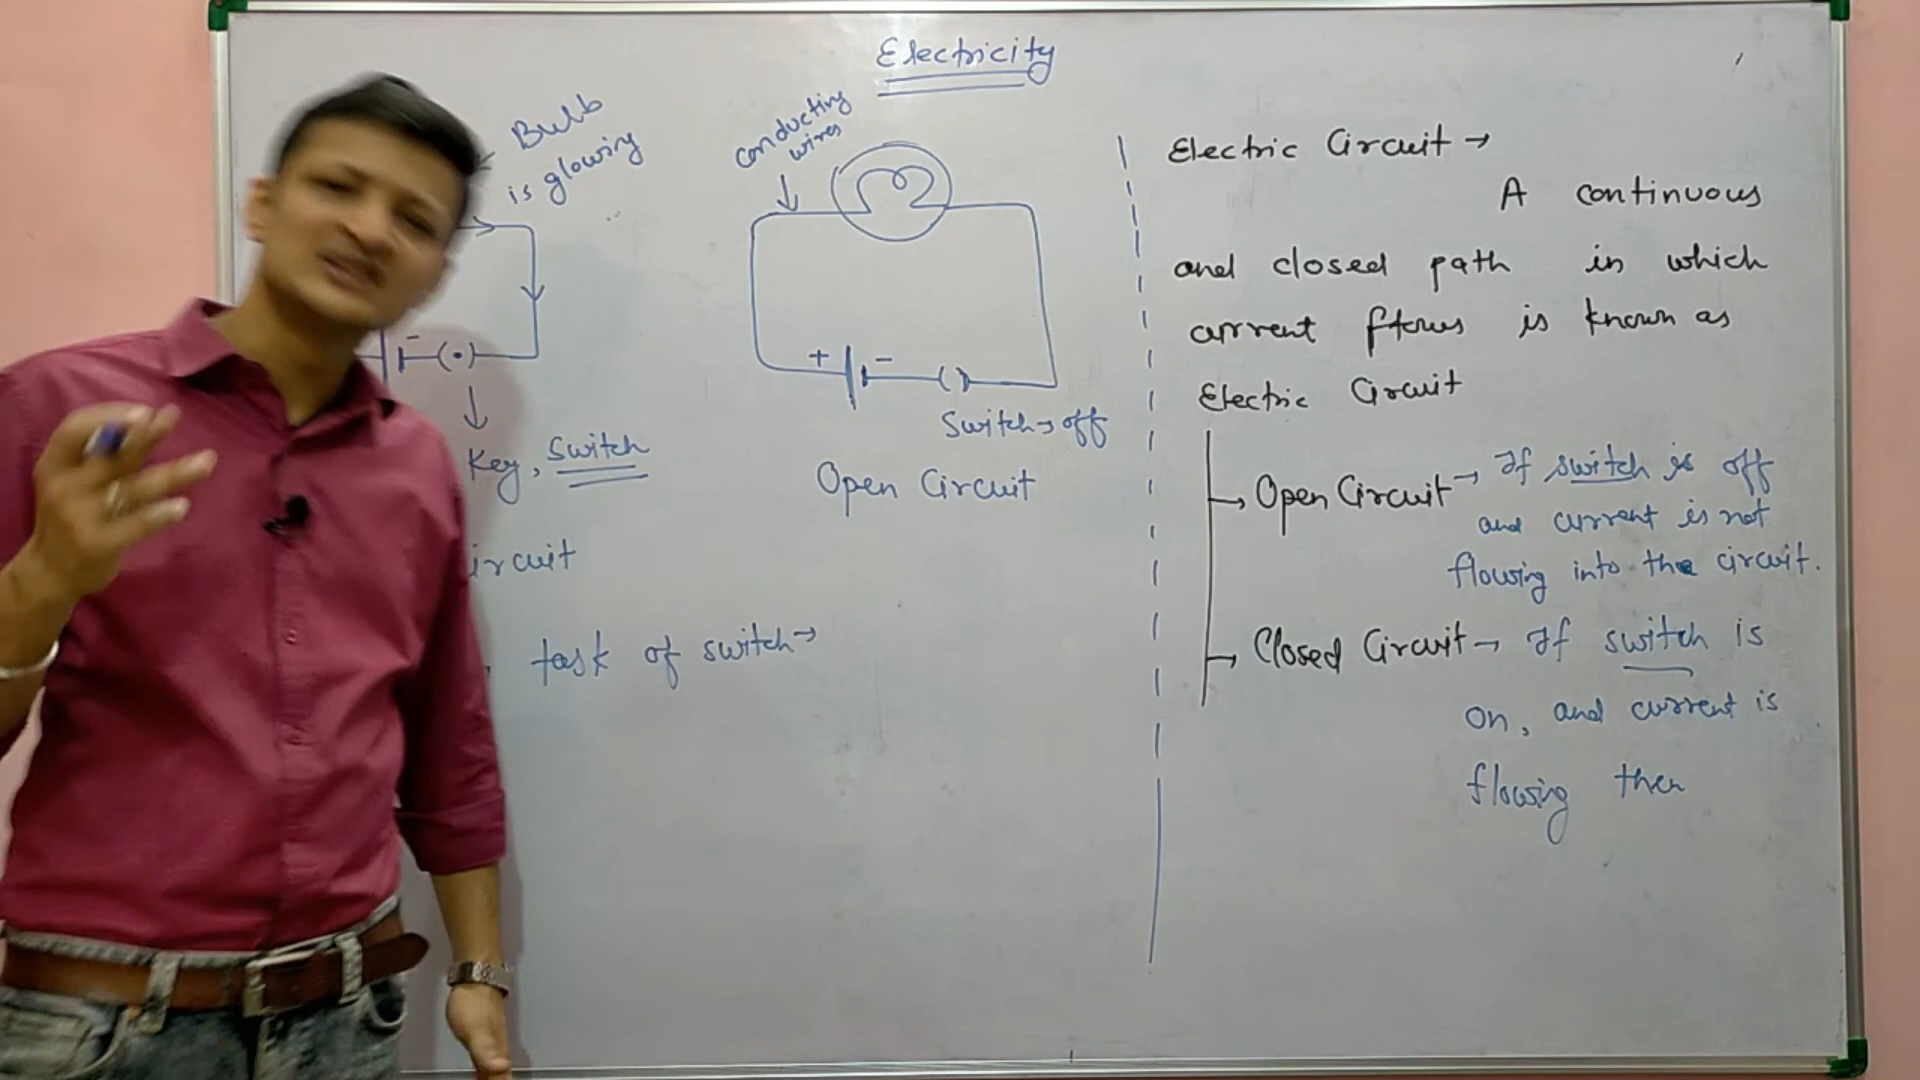 Electricity
Bulb
is glowing
-
Key, Switch
ircuit
task of switch→
conducting
wires
+ -
Switch→off
Open Circuit
Electric Circuit →
A continuous
and closed path in which
current flows is known as
Electric Circuit
→ Open Circuit → If switch is off
and current is not
flowing into the circuit.
→ Closed Circuit → If switch is
on, and current is
flowing then